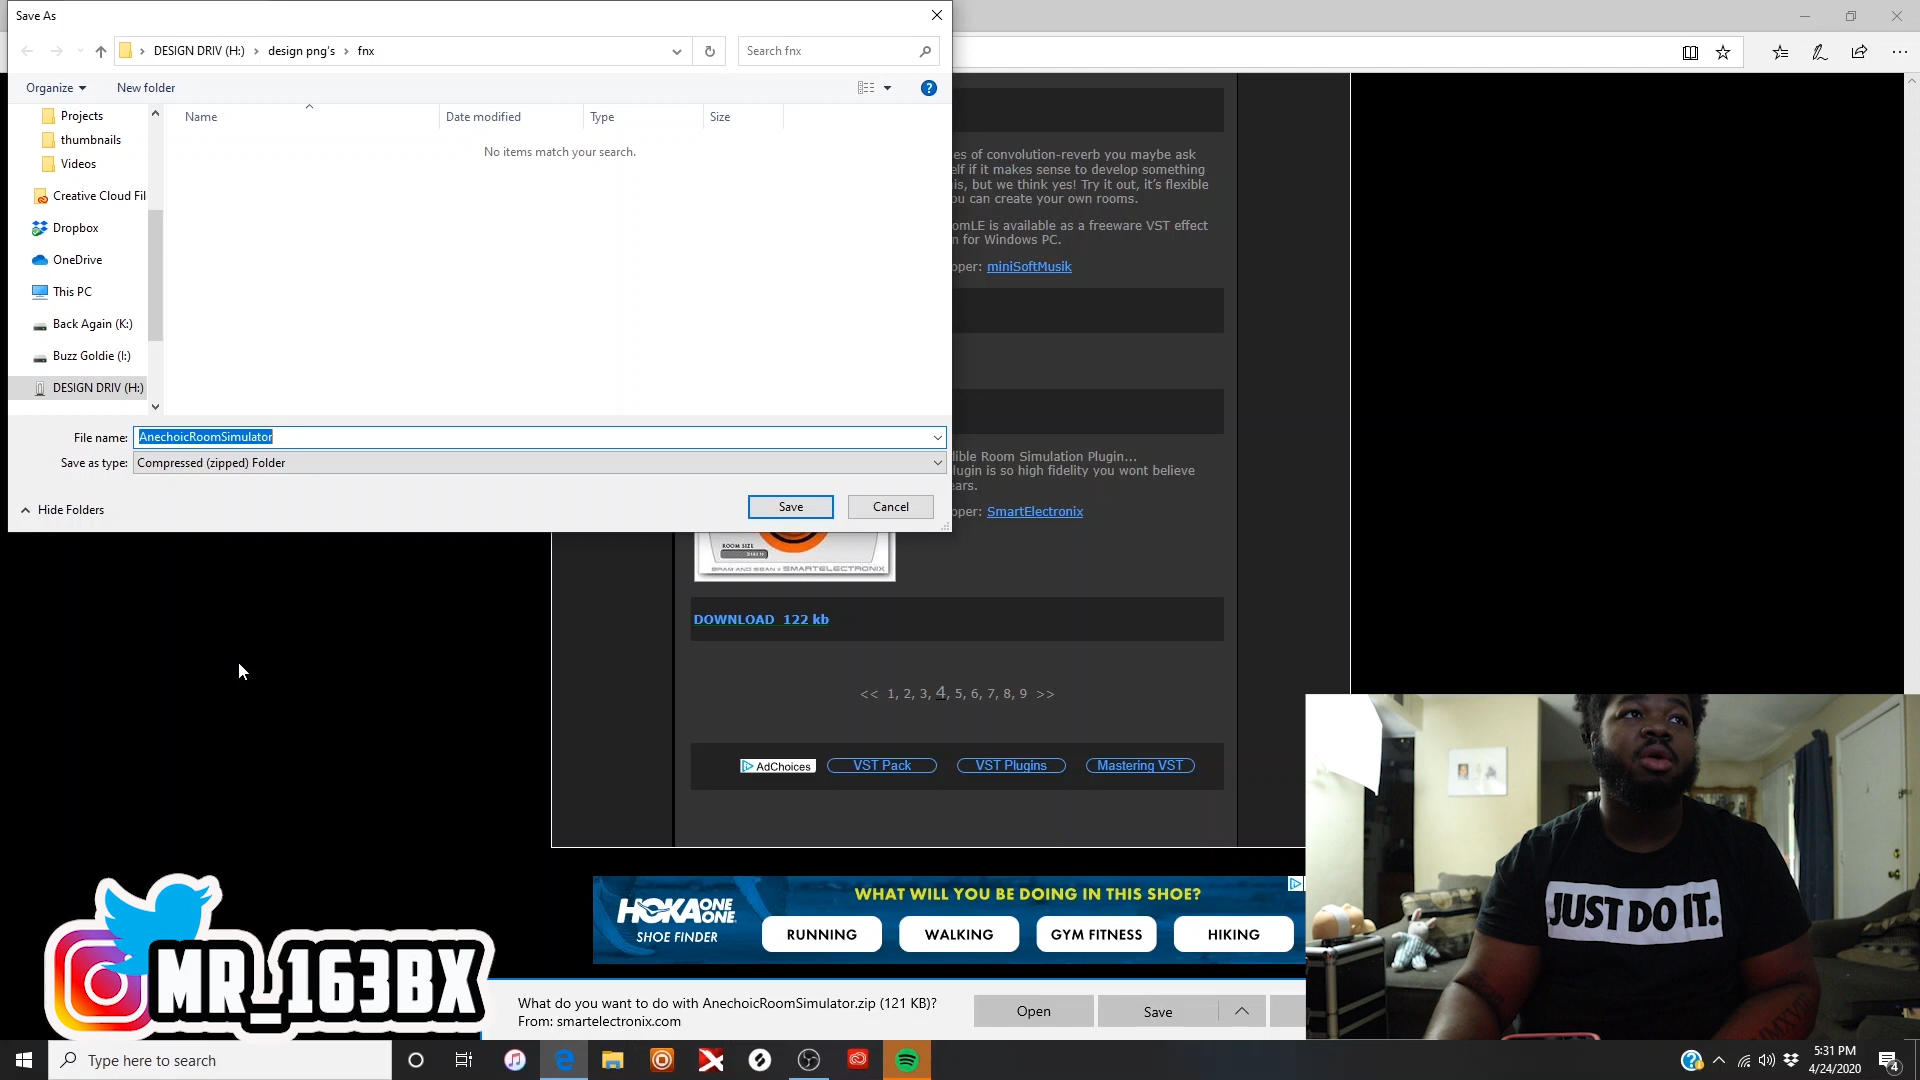 Save As
DESIGN DRIV (H:) › design png's › fnx
Search fnx
Organize
New folder
Projects
thumbnails
Videos
Creative Cloud Fil
Dropbox
OneDrive
This PC
Back Again (K:)
Buzz Goldie (I:)
DESIGN DRIV (H:)
Name
Date modified
Type
Size
No items match your search.
File name: AnechoicRoomSimulator
Save as type: Compressed (zipped) Folder
Hide Folders
Save
Cancel
es of convolution-reverb you maybe ask
elf if it makes sense to develop something
is, but we think yes! Try it out, it's flexible
ou can create your own rooms.
omLE is available as a freeware VST effect
n for Windows PC.
oper: miniSoftMusik
ible Room Simulation Plugin...
lugin is so high fidelity you wont believe
ears.
oper: SmartElectronix
ROOM SIZE
SMARTELECTRONIX
DOWNLOAD 122 kb
<< 1, 2, 3, 4, 5, 6, 7, 8, 9 >>
AdChoices
VST Pack
VST Plugins
Mastering VST
HOKA ONE ONE
SHOE FINDER
WHAT WILL YOU BE DOING IN THIS SHOE?
RUNNING
WALKING
GYM FITNESS
HIKING
JUST DO IT.
MR_163BX
What do you want to do with AnechoicRoomSimulator.zip (121 KB)?
From: smartelectronix.com
Open
Save
Type here to search
5:31 PM
4/24/2020
4